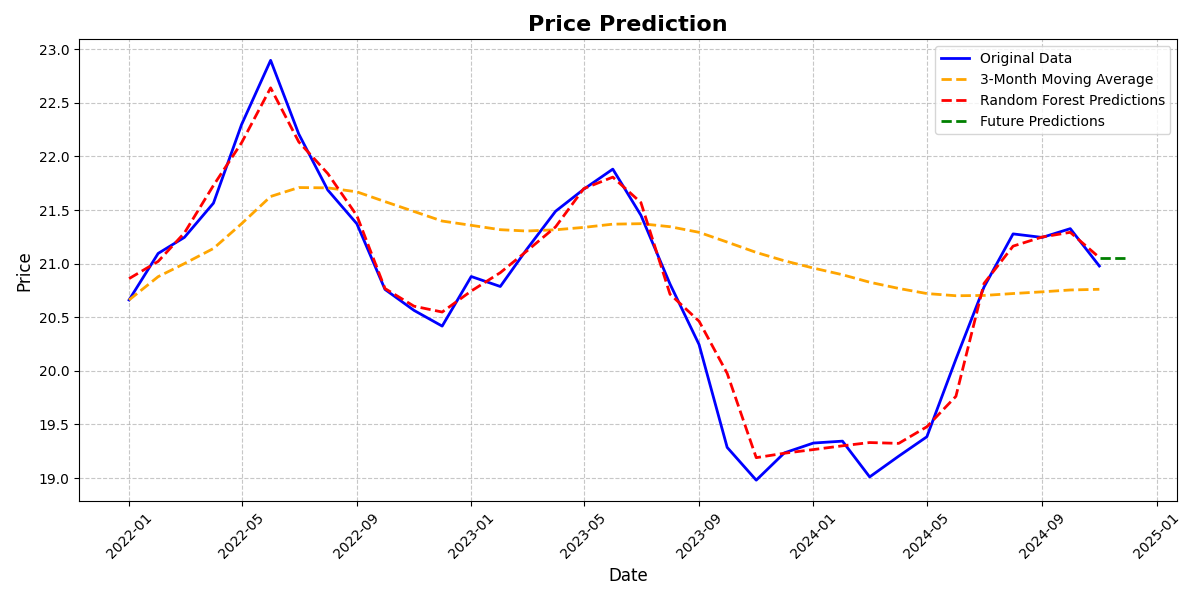 Price Prediction
Original Data
3-Month Moving Average
Random Forest Predictions
Future Predictions
Price
23.0
22.5
22.0
21.5
21.0
20.5
20.0
19.5
19.0
2022-01
2022-05
2022-09
2023-01
2023-05
2023-09
2024-01
2024-05
2024-09
2025-01
Date